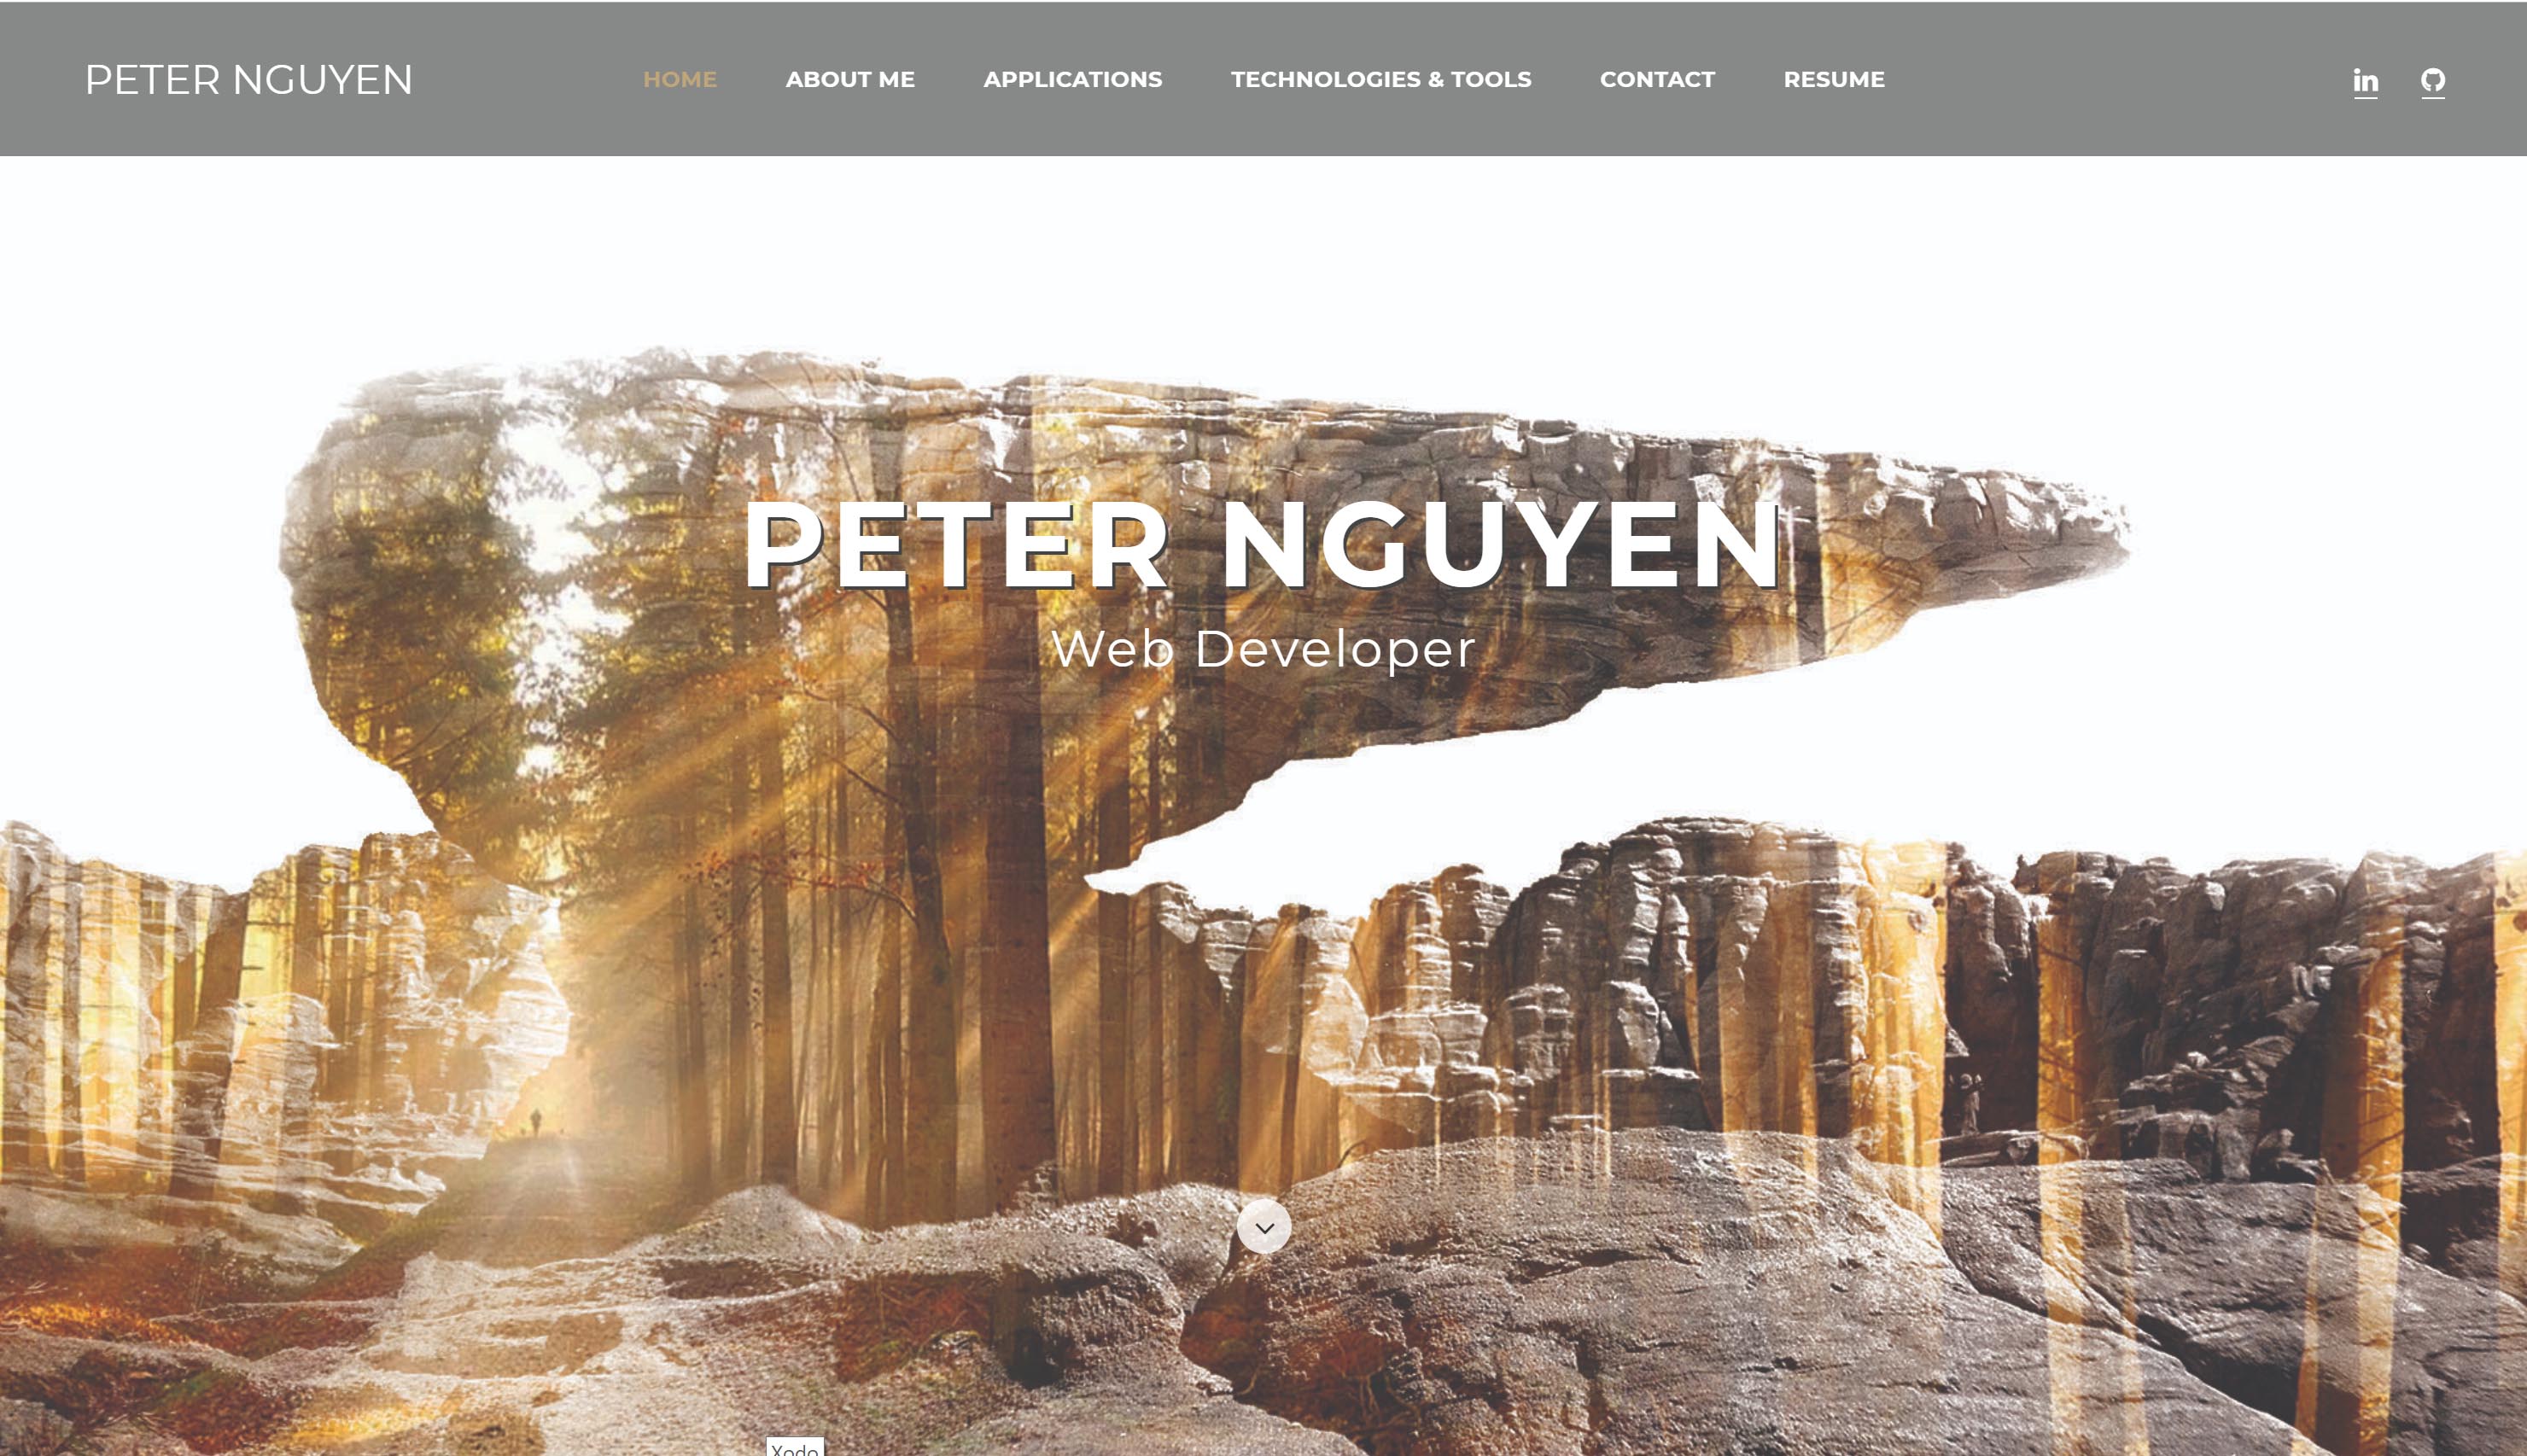 PETER NGUYEN
HOME ABOUT ME APPLICATIONS TECHNOLOGIES & TOOLS CONTACT RESUME
in
PETER NGUYEN
Web Developer
Xodo